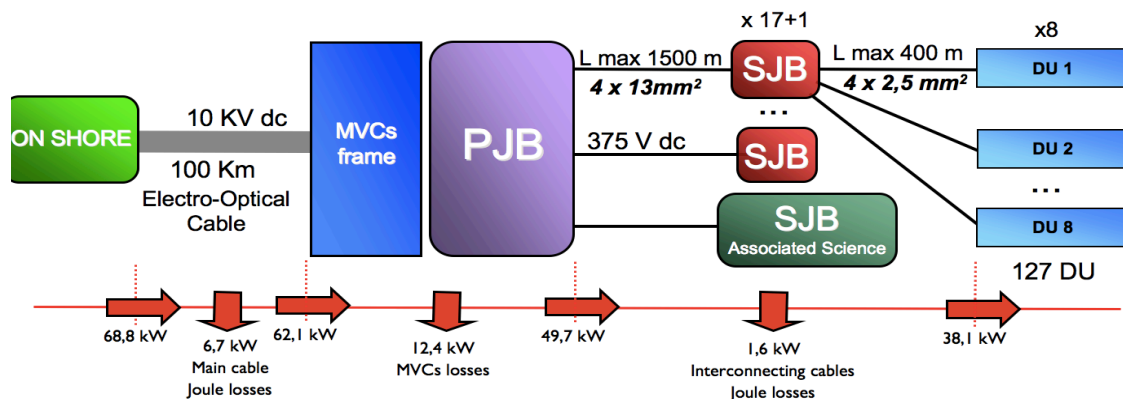 x 17+1
x8
L max 1500 m
4 x 13mm²
SJB
L max 400 m
4 x 2,5 mm²
DU 1
ON SHORE
10 KV dc
100 Km
Electro-Optical
Cable
MVCs
frame
PJB
...
375 V dc
SJB
DU 2
...
SJB
Associated Science
DU 8
127 DU
68,8 kW
6,7 kW
Main cable
Joule losses
62,1 kW
12,4 kW
MVCs losses
49,7 kW
1,6 kW
Interconnecting cables
Joule losses
38,1 kW